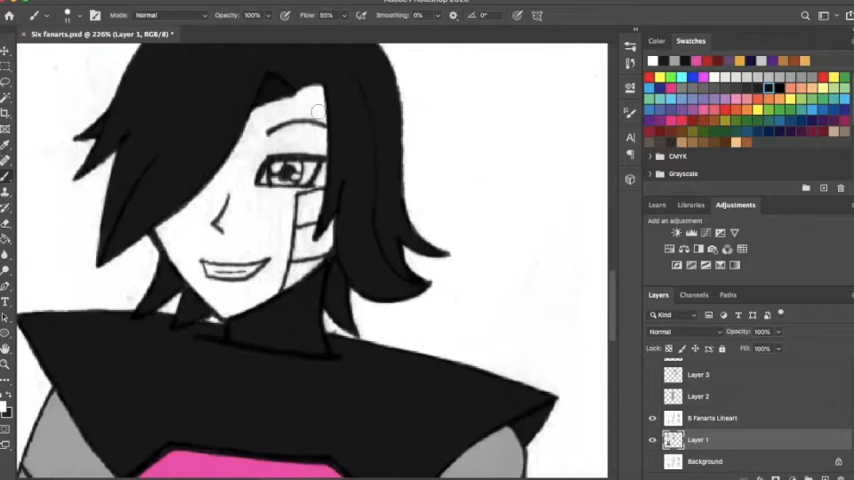 Mode: Normal Opacity: 100% Flow: 55% Smoothing: 0% 0°
11
Six fanarts.psd @ 226% (Layer 1, RGB/8) *
Color Swatches
CMYK
Grayscale
Learn Libraries Adjustments
Add an adjustment
Layers Channels Paths
Kind
Normal Opacity: 100%
Lock: Fill: 100%
Layer 3
Layer 2
6 Fanarts Lineart
Layer 1
Background